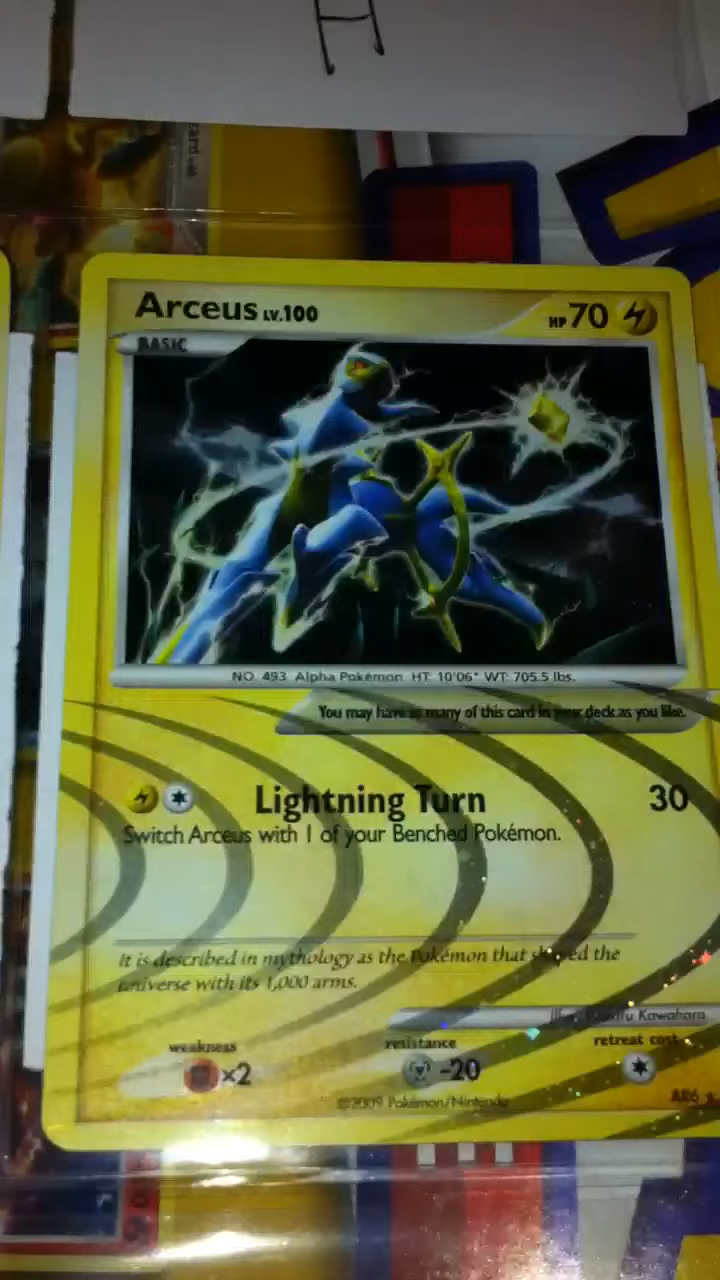 H
Arceus LV.100
HP 70
BASIC
NO. 493 Alpha Pokémon HT: 10'06" WT: 705.5 lbs.
You may have as many of this card in your deck as you like.
Lightning Turn 30
Switch Arceus with 1 of your Benched Pokémon.
It is described in mythology as the Pokémon that shaped the
universe with its 1,000 arms.
Illus. Kawahara
weakness resistance retreat cost
×2 -20
©2009 Pokémon/Nintendo AR6